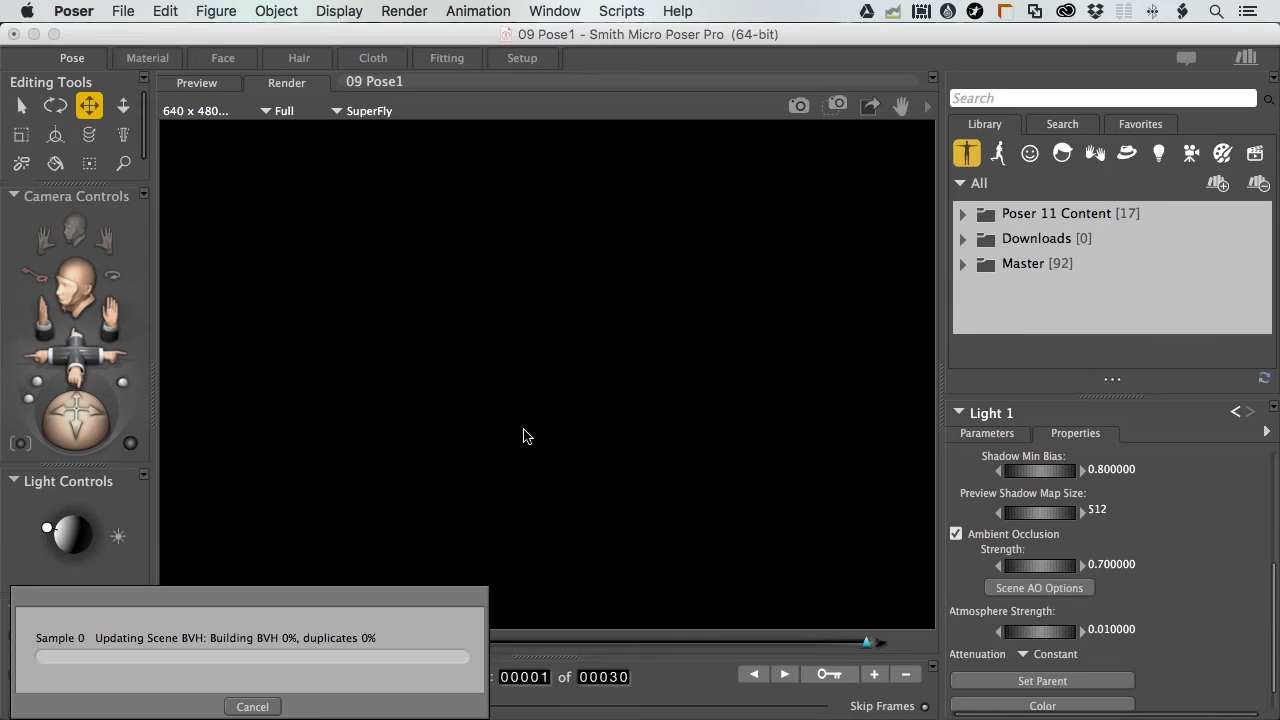 Poser File Edit Figure Object Display Render Animation Window Scripts Help
09 Pose1 - Smith Micro Poser Pro (64-bit)
Pose Material Face Hair Cloth Fitting Setup
Editing Tools
Preview Render 09 Pose1
640 x 480... Full SuperFly
Camera Controls
Light Controls
Search
Library Search Favorites
All
Poser 11 Content [17]
Downloads [0]
Master [92]
Light 1
Parameters Properties
Shadow Min Bias:
0.800000
Preview Shadow Map Size:
512
Ambient Occlusion
Strength:
0.700000
Scene AO Options
Atmosphere Strength:
0.010000
Attenuation Constant
Set Parent
Color
Sample 0 Updating Scene BVH: Building BVH 0%, duplicates 0%
Cancel
: 00001 of 00030
Skip Frames